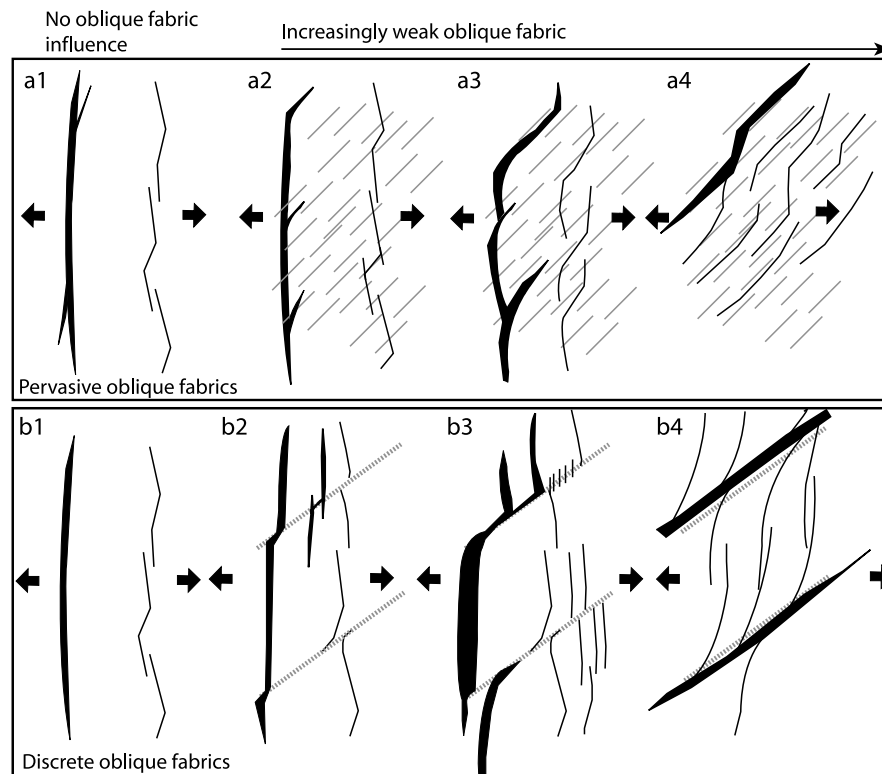 No oblique fabric
influence
Increasingly weak oblique fabric
a1
a2
a3
a4
Pervasive oblique fabrics
b1
b2
b3
b4
Discrete oblique fabrics